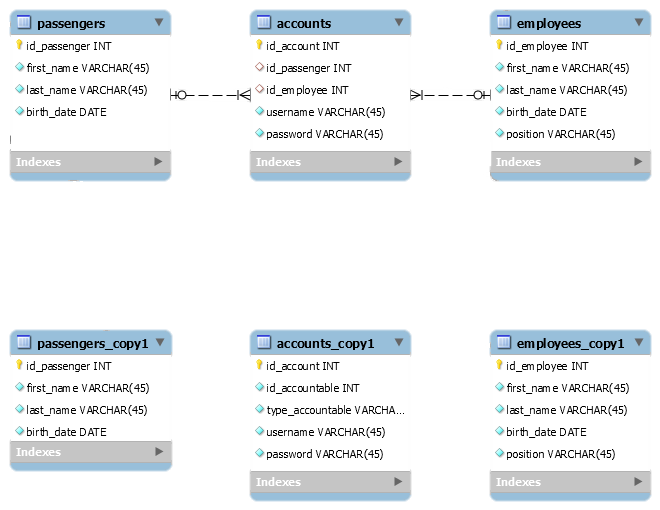 passengers
id_passenger INT
first_name VARCHAR(45)
last_name VARCHAR(45)
birth_date DATE
Indexes
accounts
id_account INT
id_passenger INT
id_employee INT
username VARCHAR(45)
password VARCHAR(45)
Indexes
employees
id_employee INT
first_name VARCHAR(45)
last_name VARCHAR(45)
birth_date DATE
position VARCHAR(45)
Indexes
passengers_copy1
id_passenger INT
first_name VARCHAR(45)
last_name VARCHAR(45)
birth_date DATE
Indexes
accounts_copy1
id_account INT
id_accountable INT
type_accountable VARCHA...
username VARCHAR(45)
password VARCHAR(45)
Indexes
employees_copy1
id_employee INT
first_name VARCHAR(45)
last_name VARCHAR(45)
birth_date DATE
position VARCHAR(45)
Indexes